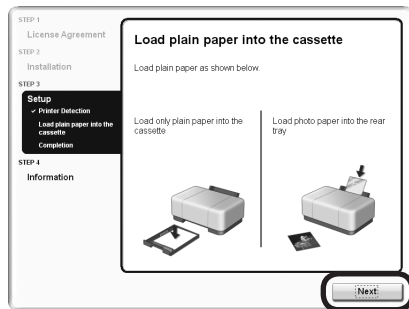 STEP 1
License Agreement
STEP 2
Installation
STEP 3
Setup
✓ Printer Detection
Load plain paper into the
cassette
Completion
STEP 4
Information
Load plain paper into the cassette
Load plain paper as shown below.
Load only plain paper into the
cassette
Load photo paper into the rear
tray
Next